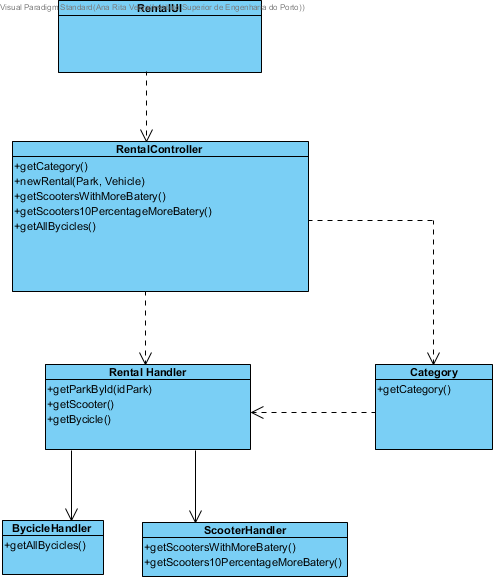 Visual Paradigm Standard(Ana Rita Superior de Engenharia do Porto))
RentalUI
RentalController
+getCategory()
+newRental(Park, Vehicle)
+getScootersWithMoreBatery()
+getScooters10PercentageMoreBatery()
+getAllBycicles()
Rental Handler
+getParkById(idPark)
+getScooter()
+getBycicle()
Category
+getCategory()
BycicleHandler
+getAllBycicles()
ScooterHandler
+getScootersWithMoreBatery()
+getScooters10PercentageMoreBatery()